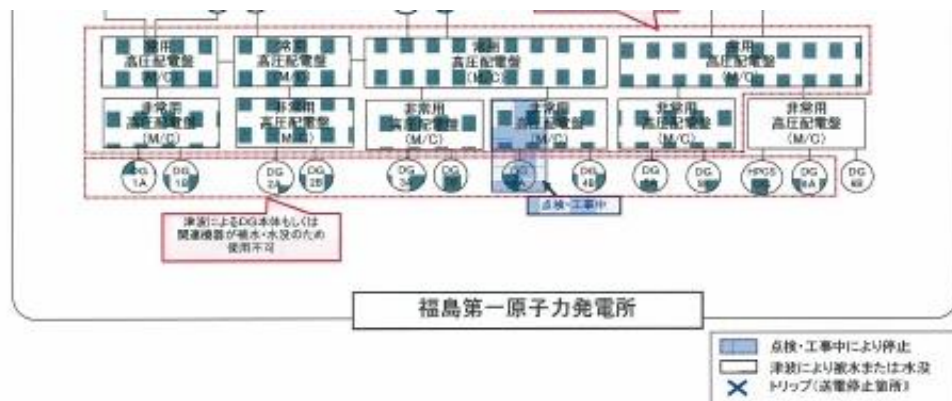 常用
高圧配電盤
(M/C)
常用
高圧配電盤
(M/C)
常用
高圧配電盤
(M/C)
常用
高圧配電盤
(M/C)
非常用
高圧配電盤
(M/C)
非常用
高圧配電盤
(M/C)
非常用
高圧配電盤
(M/C)
非常用
高圧配電盤
(M/C)
非常用
高圧配電盤
(M/C)
非常用
高圧配電盤
(M/C)
DG
1A
DG
1B
DG
2A
DG
2B
DG
3A
DG
DG
DG
4B
DG
DG
HPCS
DG
DG
6A
DG
6B
点検・工事中
津波によるDG本体もしくは
関連機器が被水・水没のため
使用不可
福島第一原子力発電所
点検・工事中により停止
津波により被水または水没
トリップ(送電停止箇所)